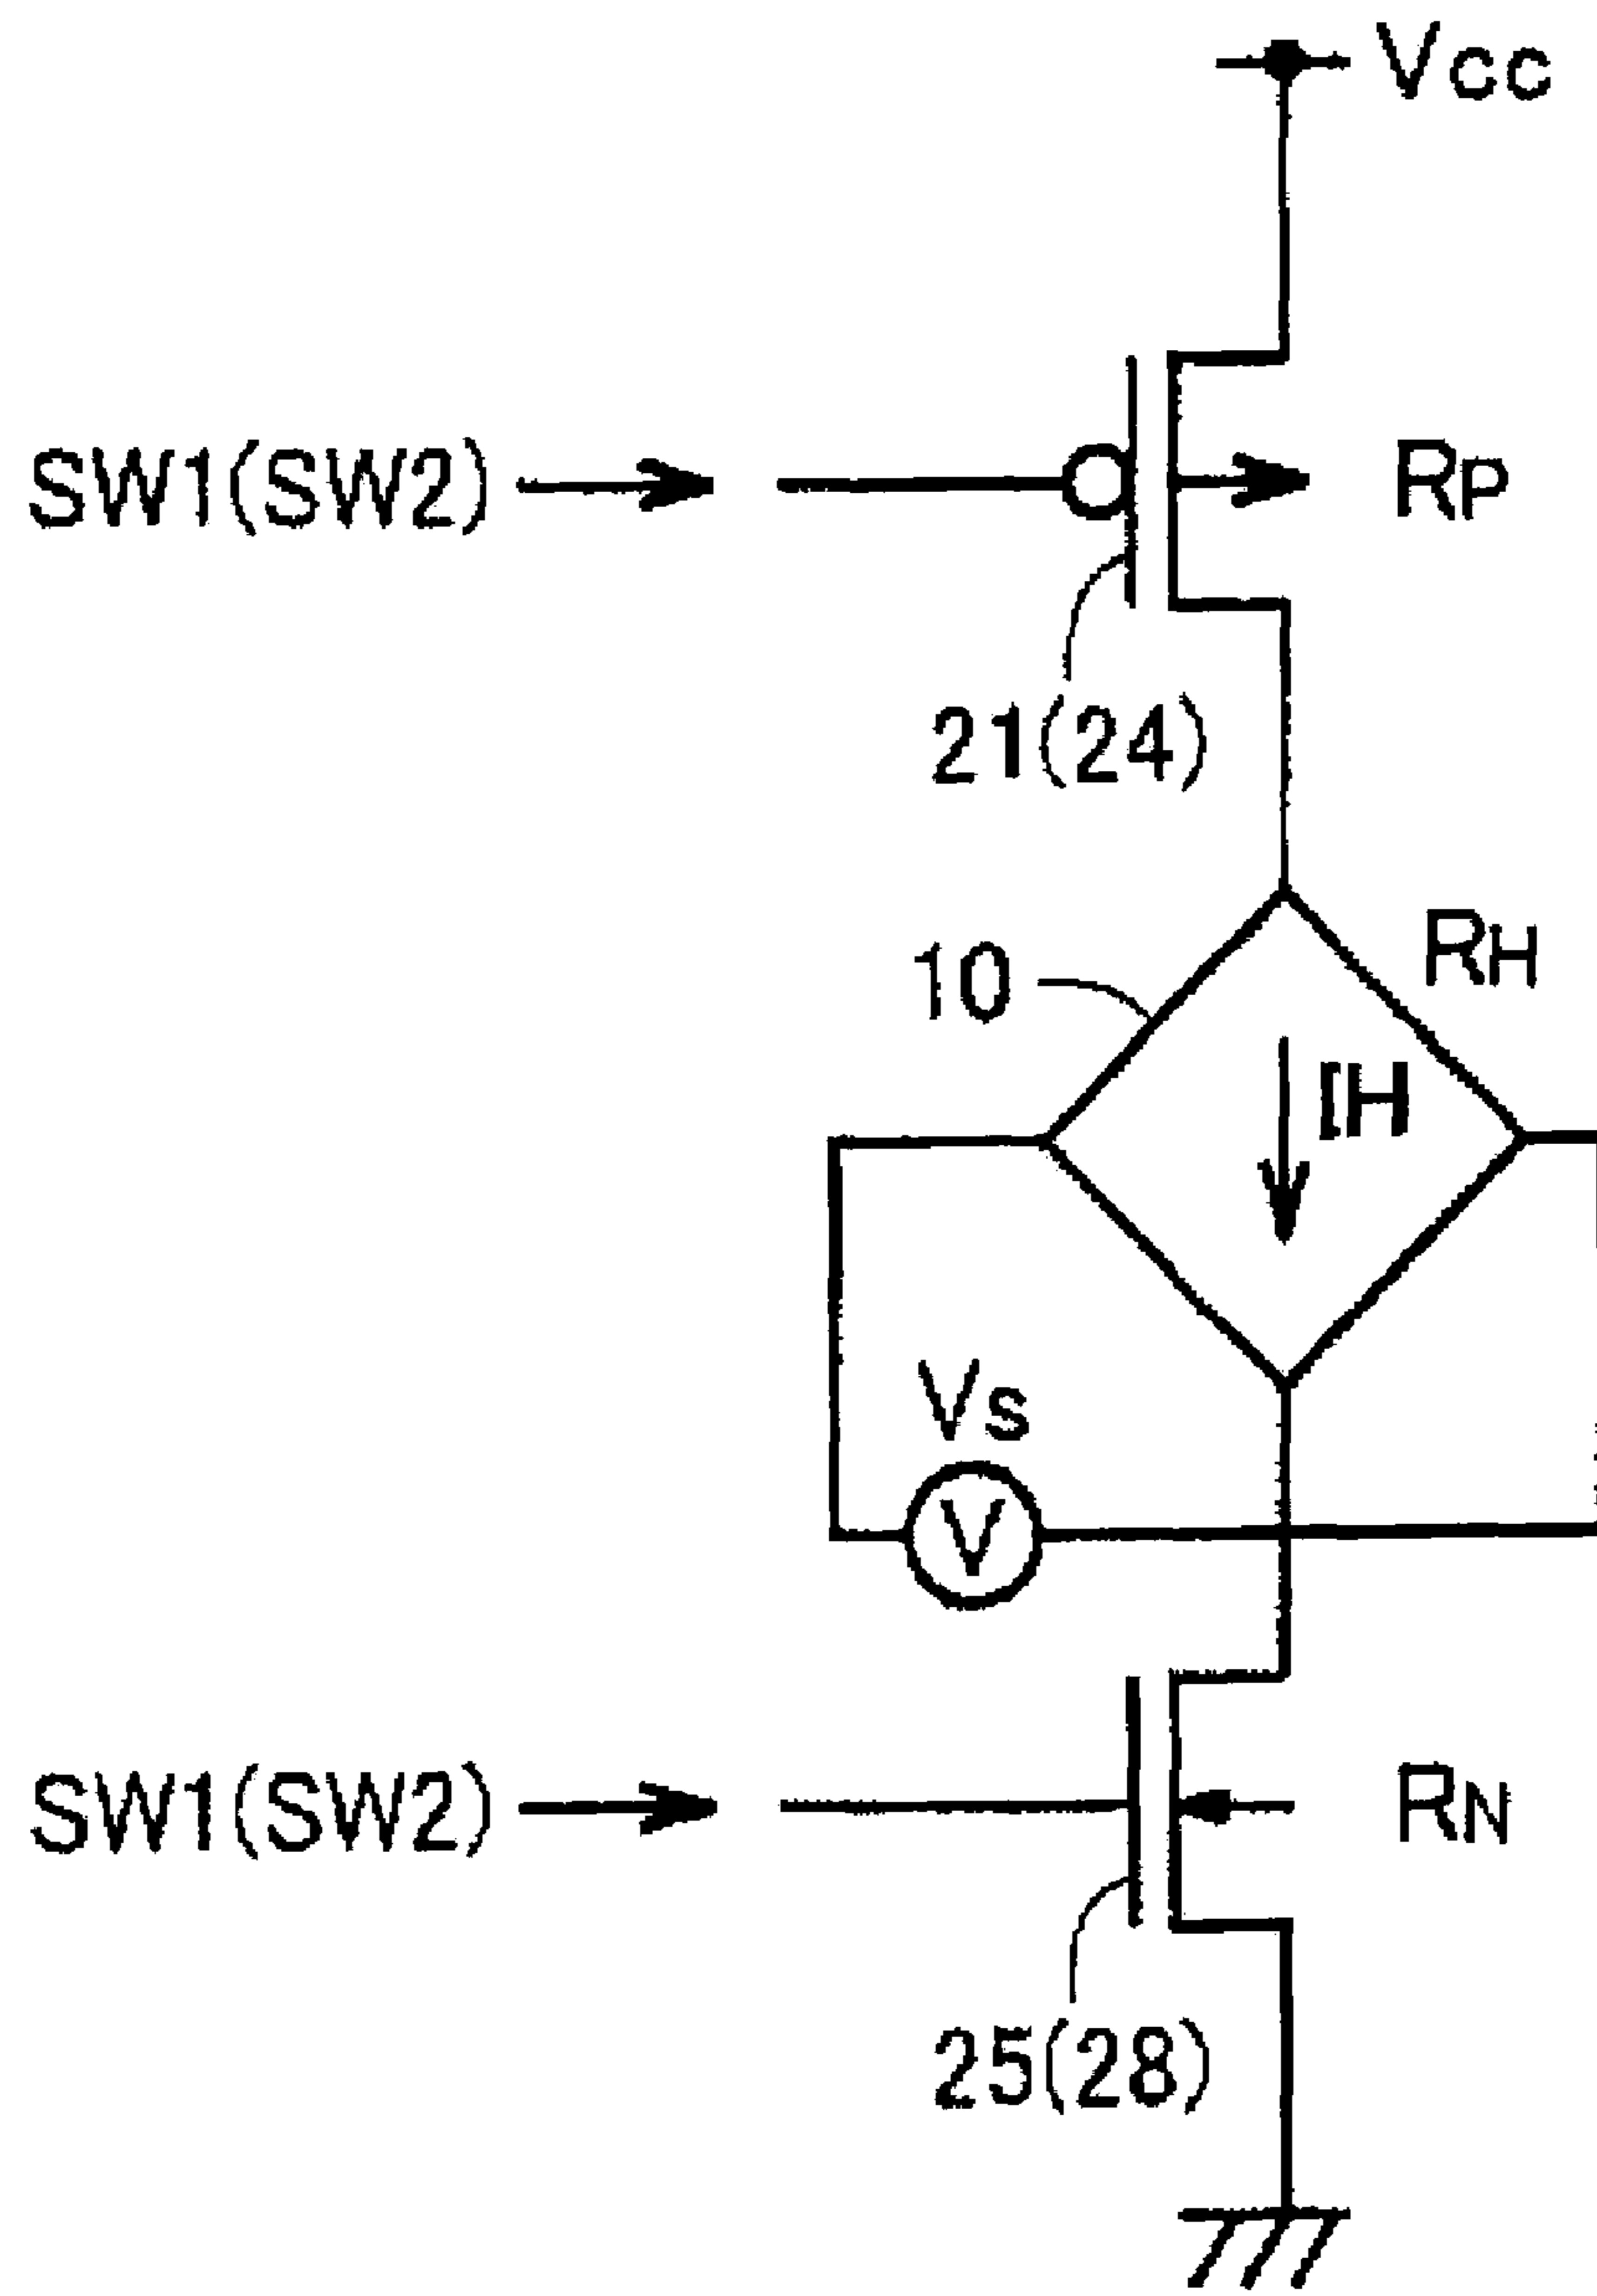 Vcc
SW1(SW2)
RP
21(24)
10
RH
IH
Vs
V
SW1(SW2)
RN
25(28)